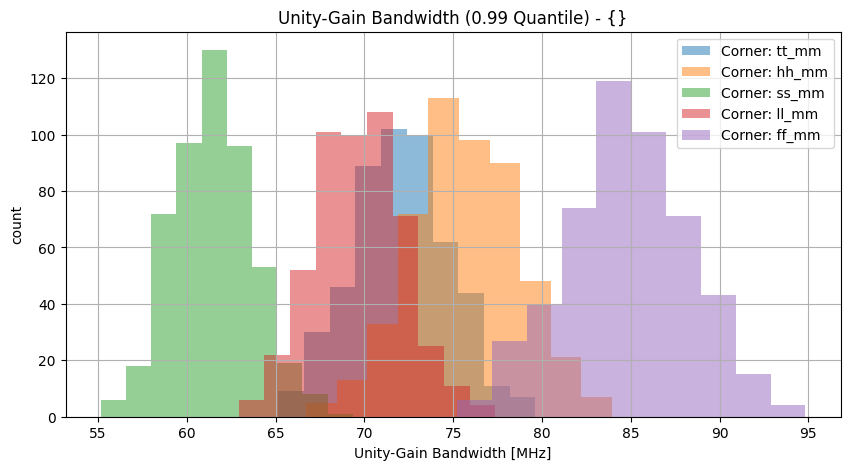 Unity-Gain Bandwidth (0.99 Quantile) - {}
Corner: tt_mm
Corner: hh_mm
Corner: ss_mm
Corner: ll_mm
Corner: ff_mm
120
100
80
60
40
20
0
count
55 60 65 70 75 80 85 90 95
Unity-Gain Bandwidth [MHz]